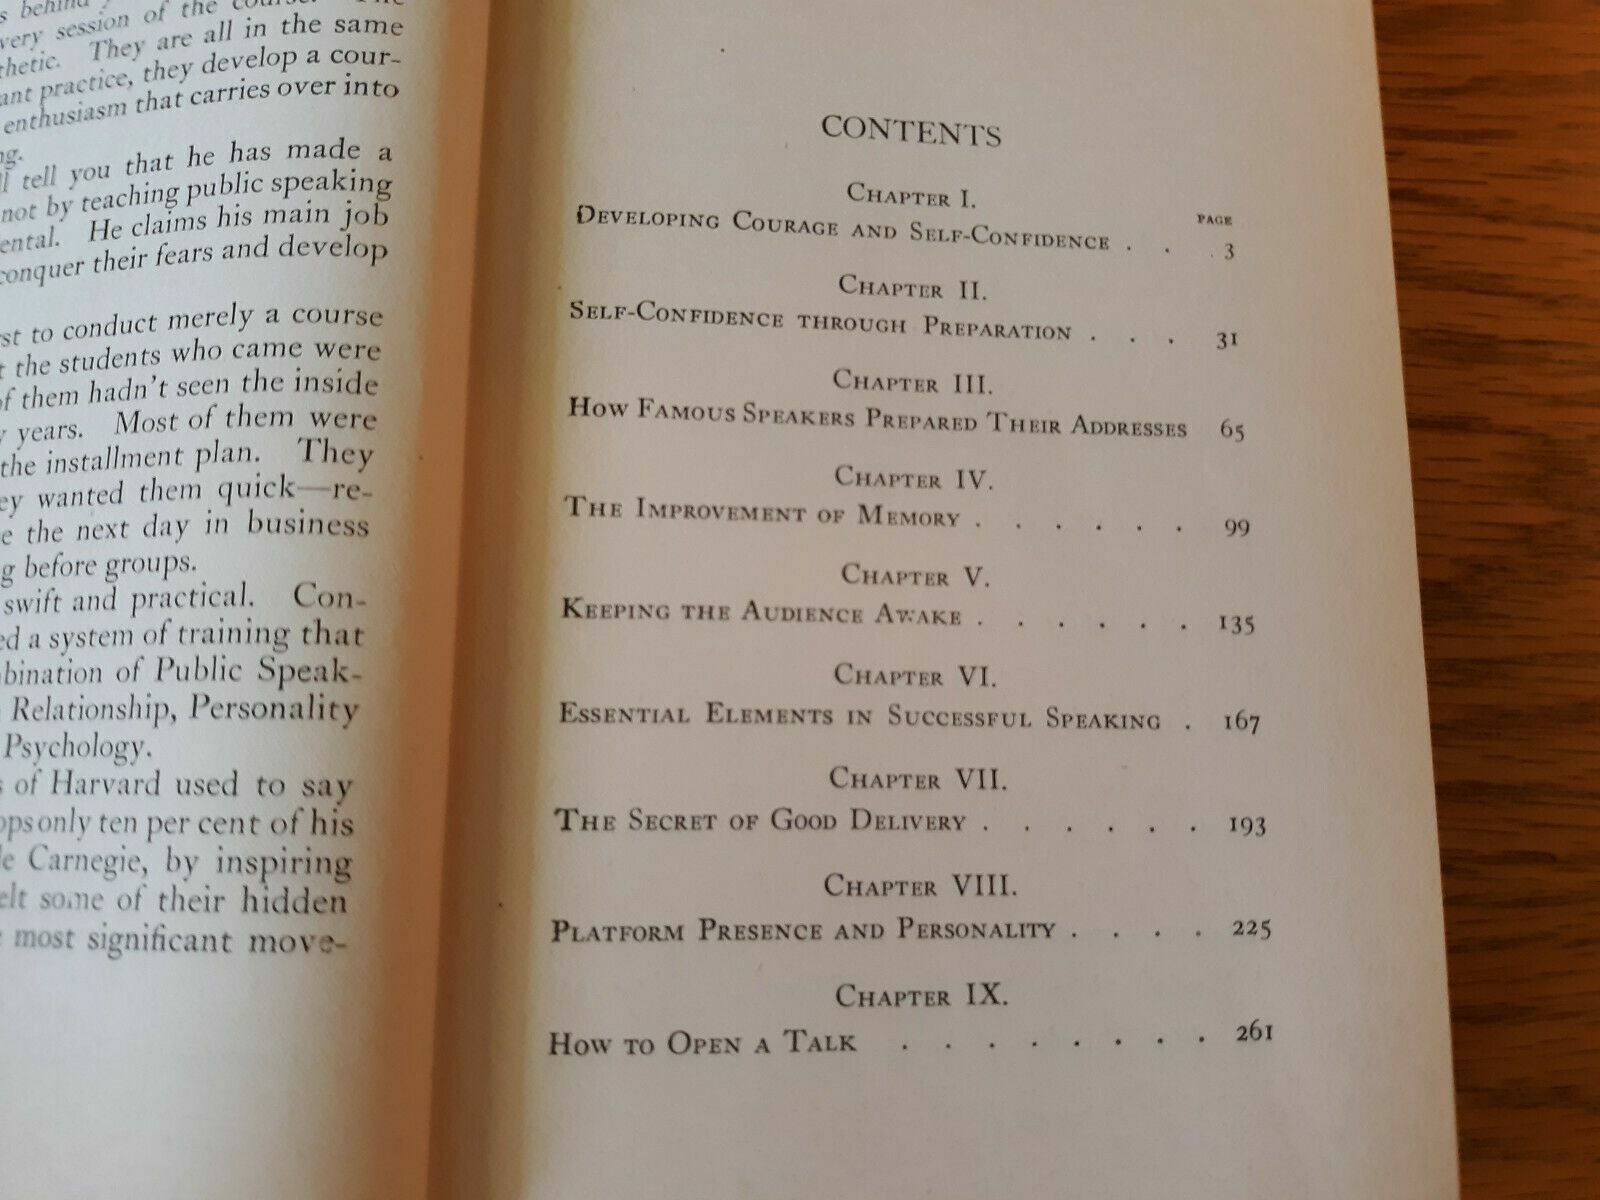 s behind
very session of the course. The
thetic. They are all in the same
ant practice, they develop a cour-
enthusiasm that carries over into
ng.
ll tell you that he has made a
not by teaching public speaking
ental. He claims his main job
conquer their fears and develop
rst to conduct merely a course
t the students who came were
of them hadn't seen the inside
y years. Most of them were
the installment plan. They
ey wanted them quick—re-
e the next day in business
g before groups.
swift and practical. Con-
ed a system of training that
bination of Public Speak-
Relationship, Personality
Psychology.
s of Harvard used to say
ops only ten per cent of his
le Carnegie, by inspiring
elt some of their hidden
most significant move-
CONTENTS
CHAPTER I.
PAGE
DEVELOPING COURAGE AND SELF-CONFIDENCE . . 3
CHAPTER II.
SELF-CONFIDENCE THROUGH PREPARATION . . . 31
CHAPTER III.
HOW FAMOUS SPEAKERS PREPARED THEIR ADDRESSES 65
CHAPTER IV.
THE IMPROVEMENT OF MEMORY . . . . . . 99
CHAPTER V.
KEEPING THE AUDIENCE AWAKE . . . . . . 135
CHAPTER VI.
ESSENTIAL ELEMENTS IN SUCCESSFUL SPEAKING . 167
CHAPTER VII.
THE SECRET OF GOOD DELIVERY . . . . . . 193
CHAPTER VIII.
PLATFORM PRESENCE AND PERSONALITY . . . . 225
CHAPTER IX.
HOW TO OPEN A TALK . . . . . . . . 261